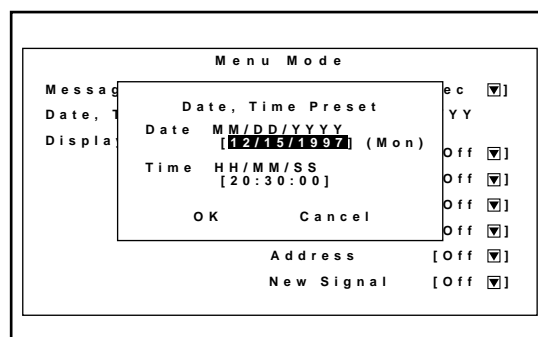 Menu Mode
Messag ec ▼]
Date, Time Preset
Date, T YY
Date MM/DD/YYYY
Displa [12/15/1997] (Mon)
Off ▼]
Time HH/MM/SS
[20:30:00] Off ▼]
Off ▼]
OK Cancel
Off ▼]
Address [Off ▼]
New Signal [Off ▼]